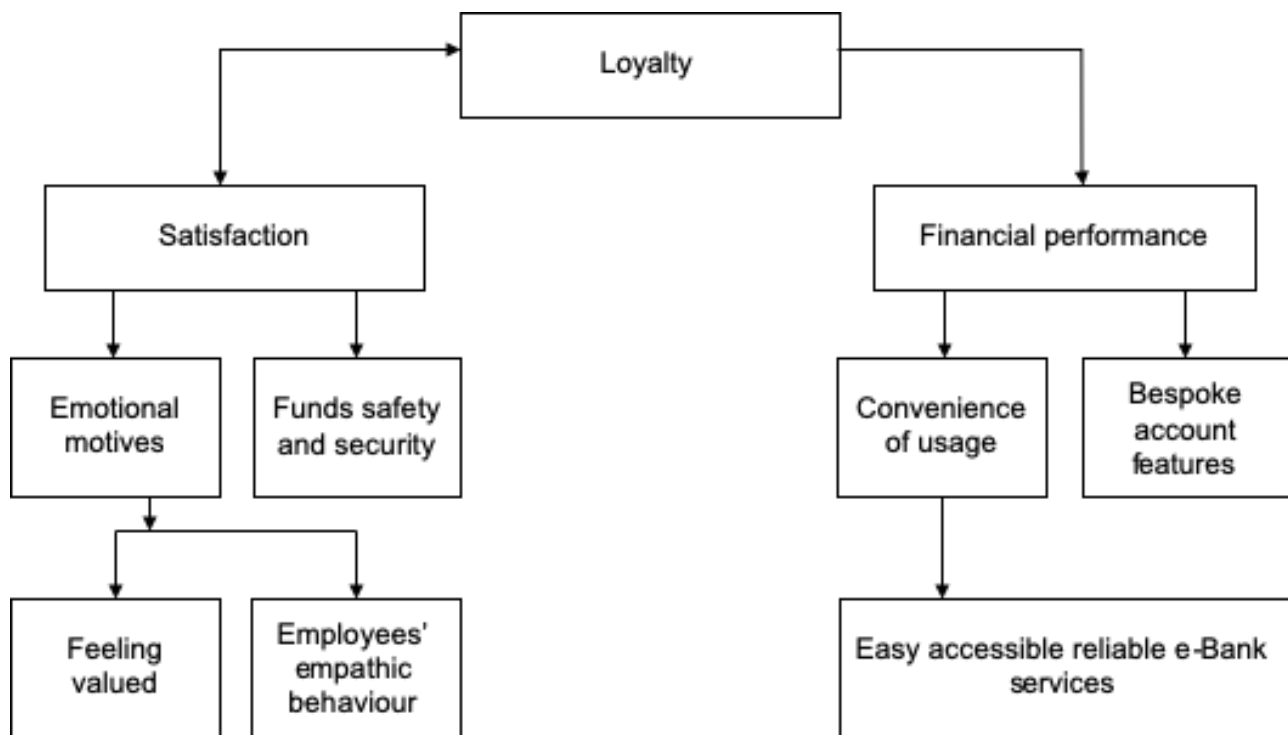 Loyalty
Satisfaction
Financial performance
Emotional
motives
Funds safety
and security
Convenience
of usage
Bespoke
account
features
Feeling
valued
Employees'
empathic
behaviour
Easy accessible reliable e-Bank
services